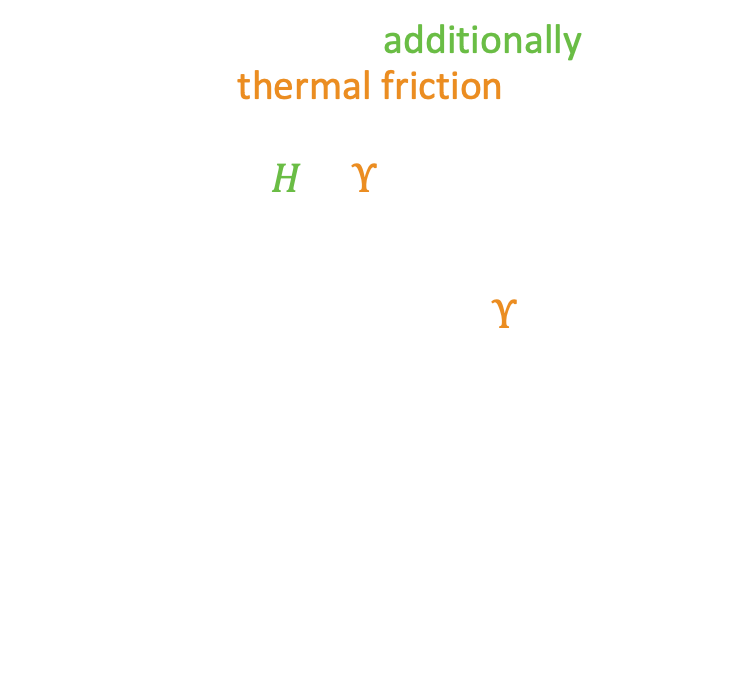 additionally
thermal friction
H ϒ
ϒ